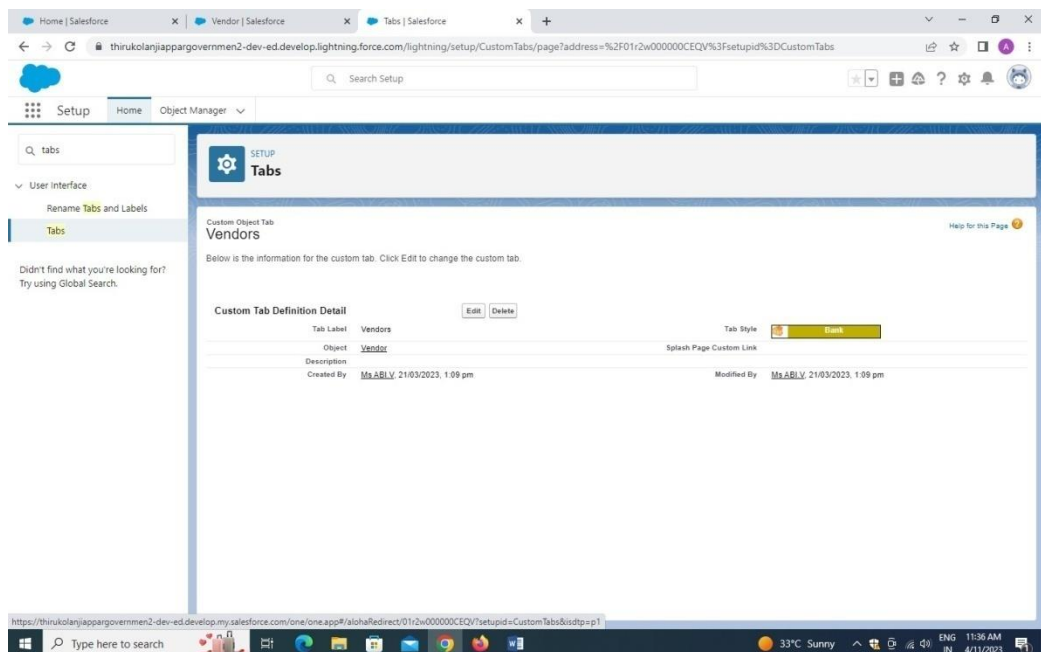 Home | Salesforce
Vendor | Salesforce
Tabs | Salesforce
thirukolanjiappargovernmen2-dev-ed.develop.lightning.force.com/lightning/setup/CustomTabs/page?address=%2F01r2w000000CEQV%3Fsetupid%3DCustomTabs
A
Search Setup
Setup
Home
Object Manager
tabs
User Interface
Rename Tabs and Labels
Tabs
Didn't find what you're looking for?
Try using Global Search.
SETUP
Tabs
Custom Object Tab
Vendors
Help for this Page
Below is the information for the custom tab. Click Edit to change the custom tab.
Custom Tab Definition Detail
Edit Delete
Tab Label Vendors
Tab Style Bank
Object Vendor
Splash Page Custom Link
Description
Created By Ms ABI.V, 21/03/2023, 1:09 pm
Modified By Ms ABI.V, 21/03/2023, 1:09 pm
https://thirukolanjiappargovernmen2-dev-ed.develop.my.salesforce.com/one/one.app#/alohaRedirect/01r2w000000CEQV?setupid=CustomTabs&isdtp=p1
Type here to search
33°C Sunny
ENG 11:36 AM
IN 4/11/2023